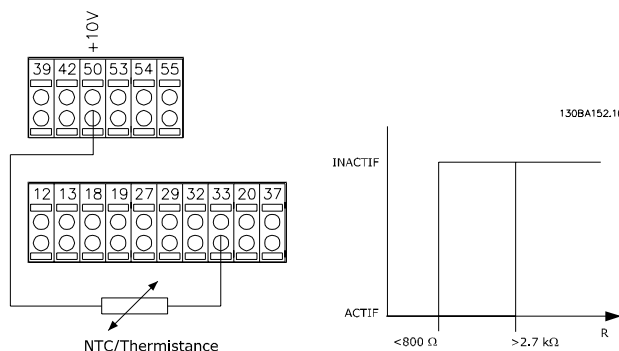 +10V
39 42 50 53 54 55
130BA152.10
INACTIF
12 13 18 19 27 29 32 33 20 37
ACTIF
R
<800 Ω
>2.7 kΩ
NTC/Thermistance